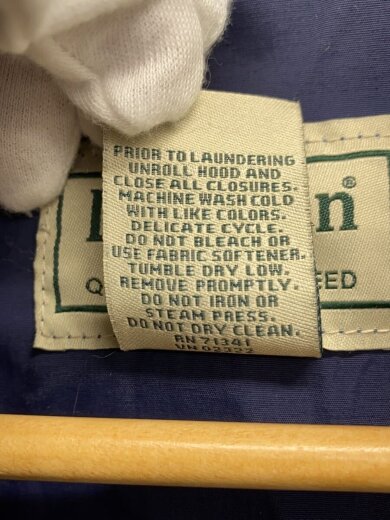 PRIOR TO LAUNDERING
UNROLL HOOD AND
CLOSE ALL CLOSURES.
MACHINE WASH COLD
WITH LIKE COLORS.
DELICATE CYCLE.
DO NOT BLEACH OR
USE FABRIC SOFTENER.
TUMBLE DRY LOW.
REMOVE PROMPTLY.
DO NOT IRON OR
STEAM PRESS.
DO NOT DRY CLEAN.
RN 71341
n®
Q
EED